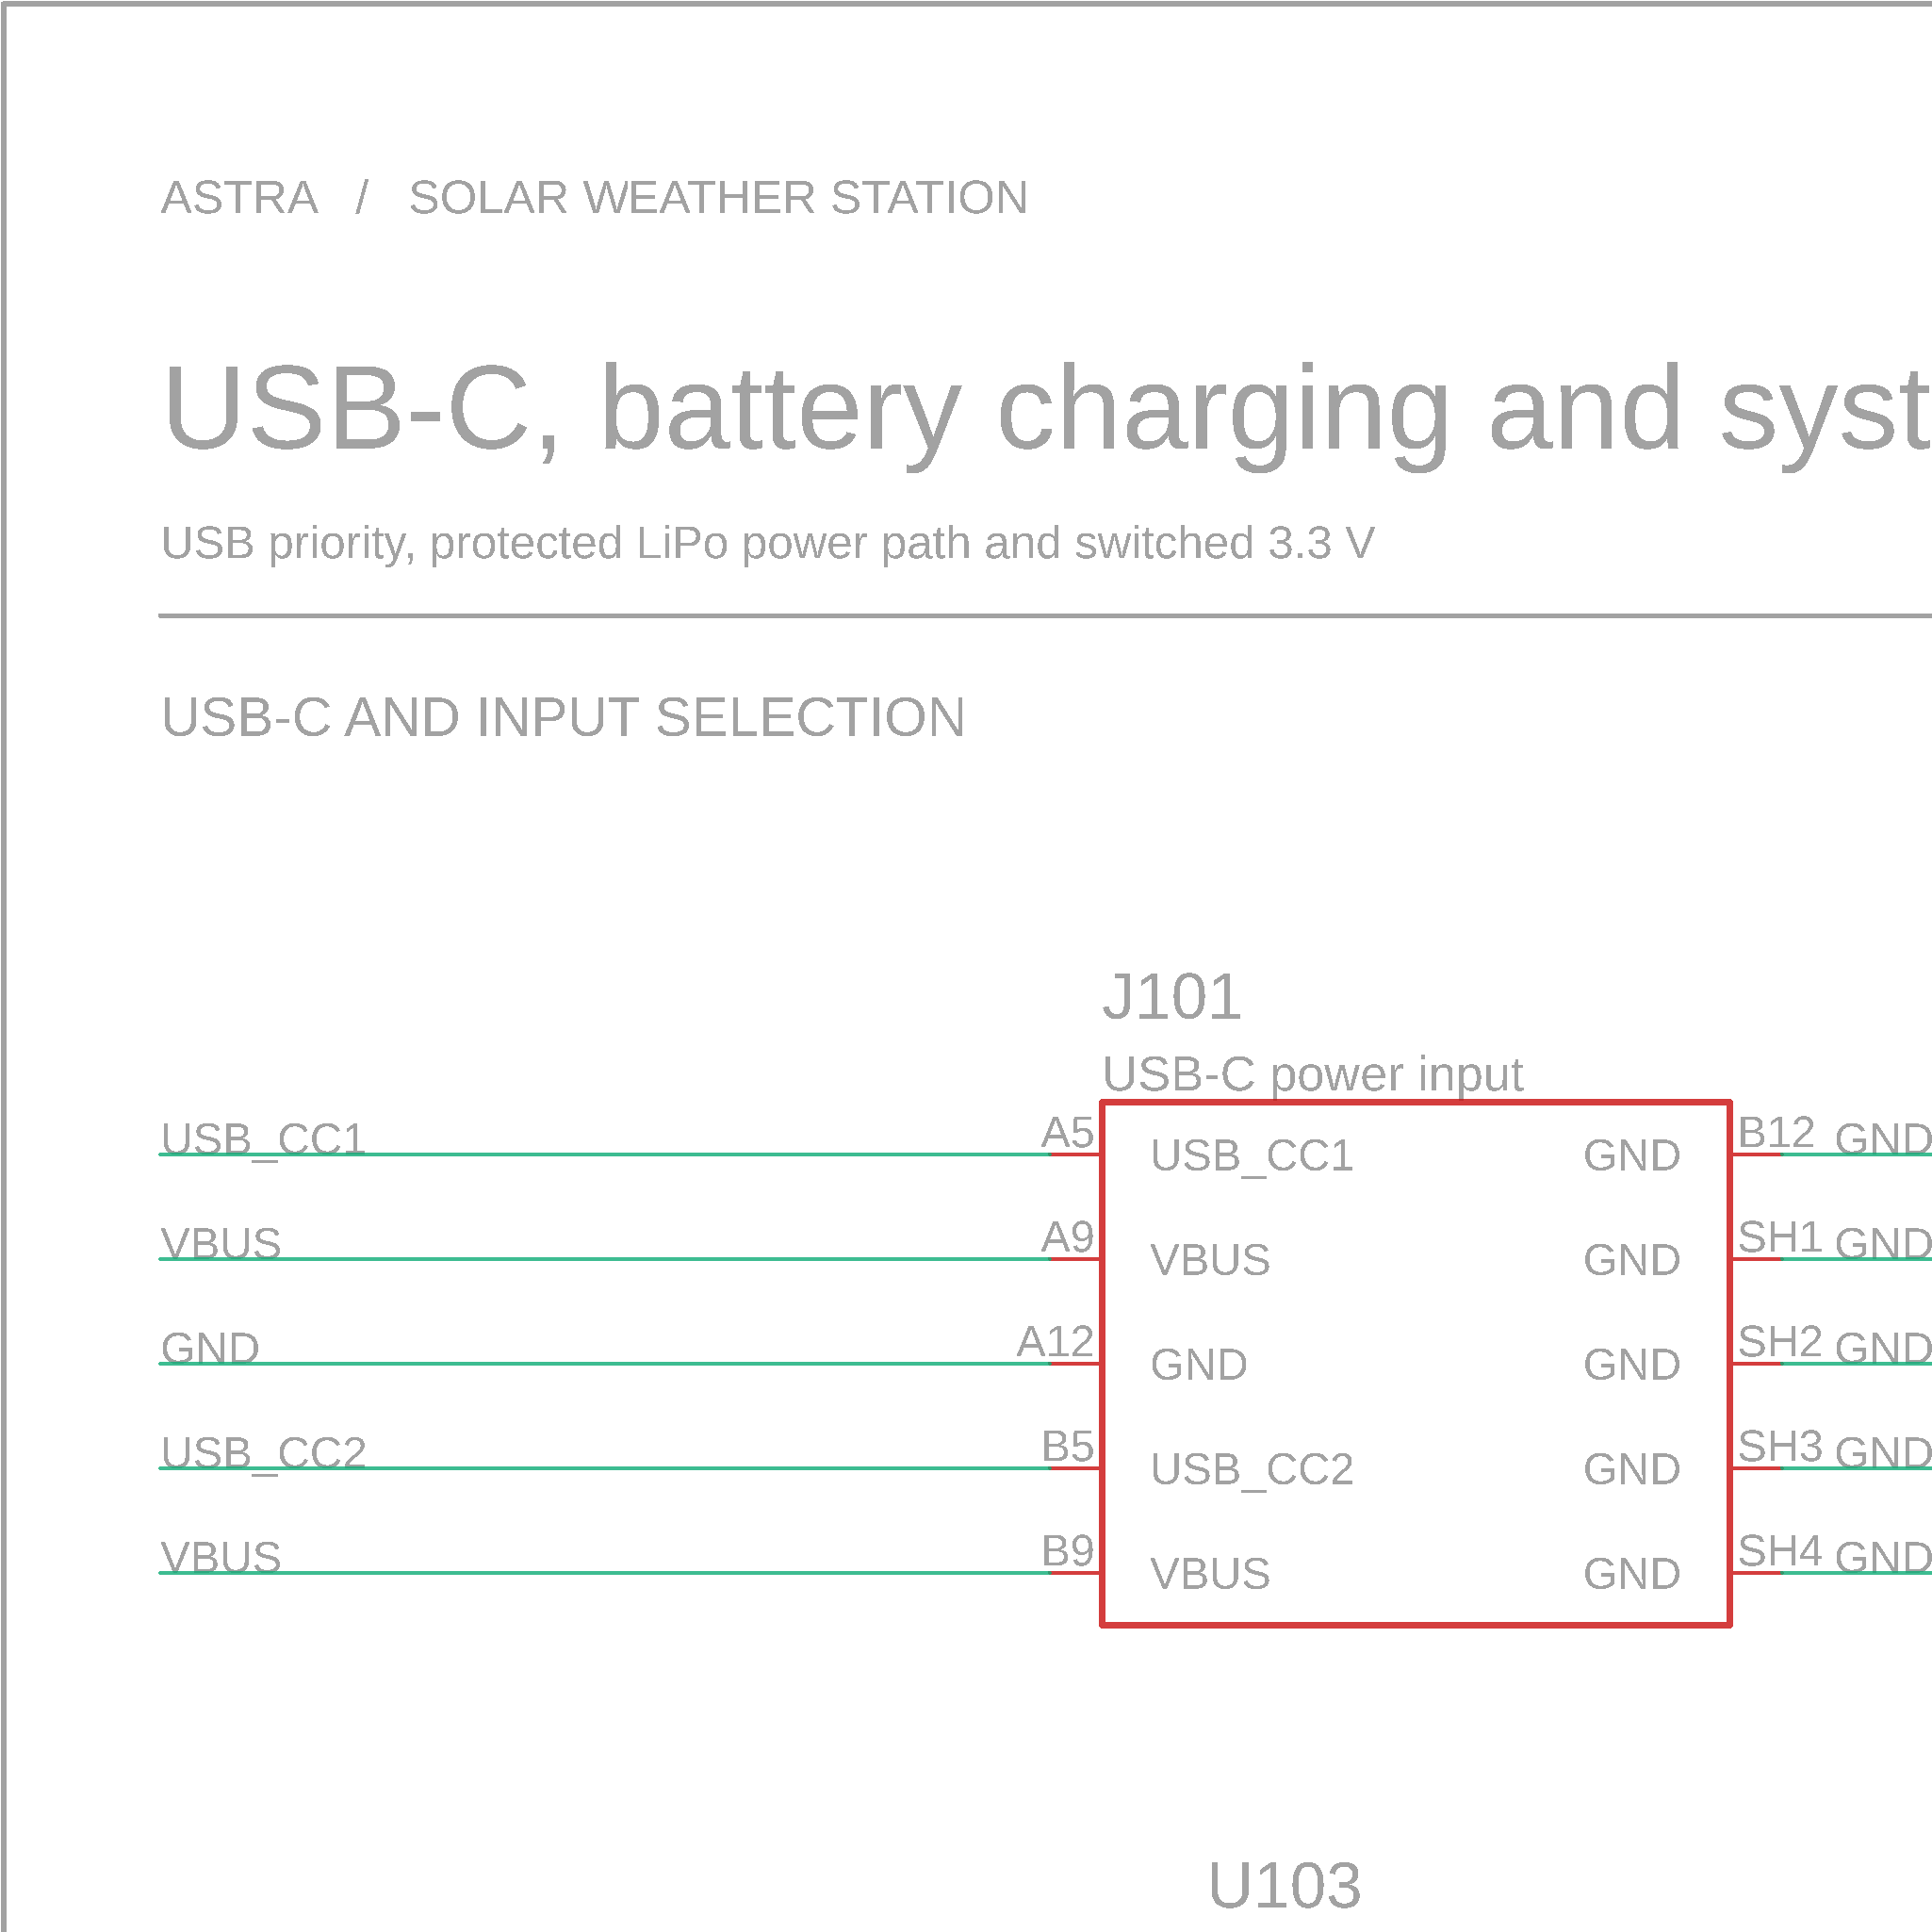 ASTRA / SOLAR WEATHER STATION
USB-C, battery charging and syst
USB priority, protected LiPo power path and switched 3.3 V
USB-C AND INPUT SELECTION
J101
USB-C power input
USB_CC1 A5 USB_CC1 GND B12 GND
VBUS A9 VBUS GND SH1 GND
GND A12 GND GND SH2 GND
USB_CC2 B5 USB_CC2 GND SH3 GND
VBUS B9 VBUS GND SH4 GND
U103